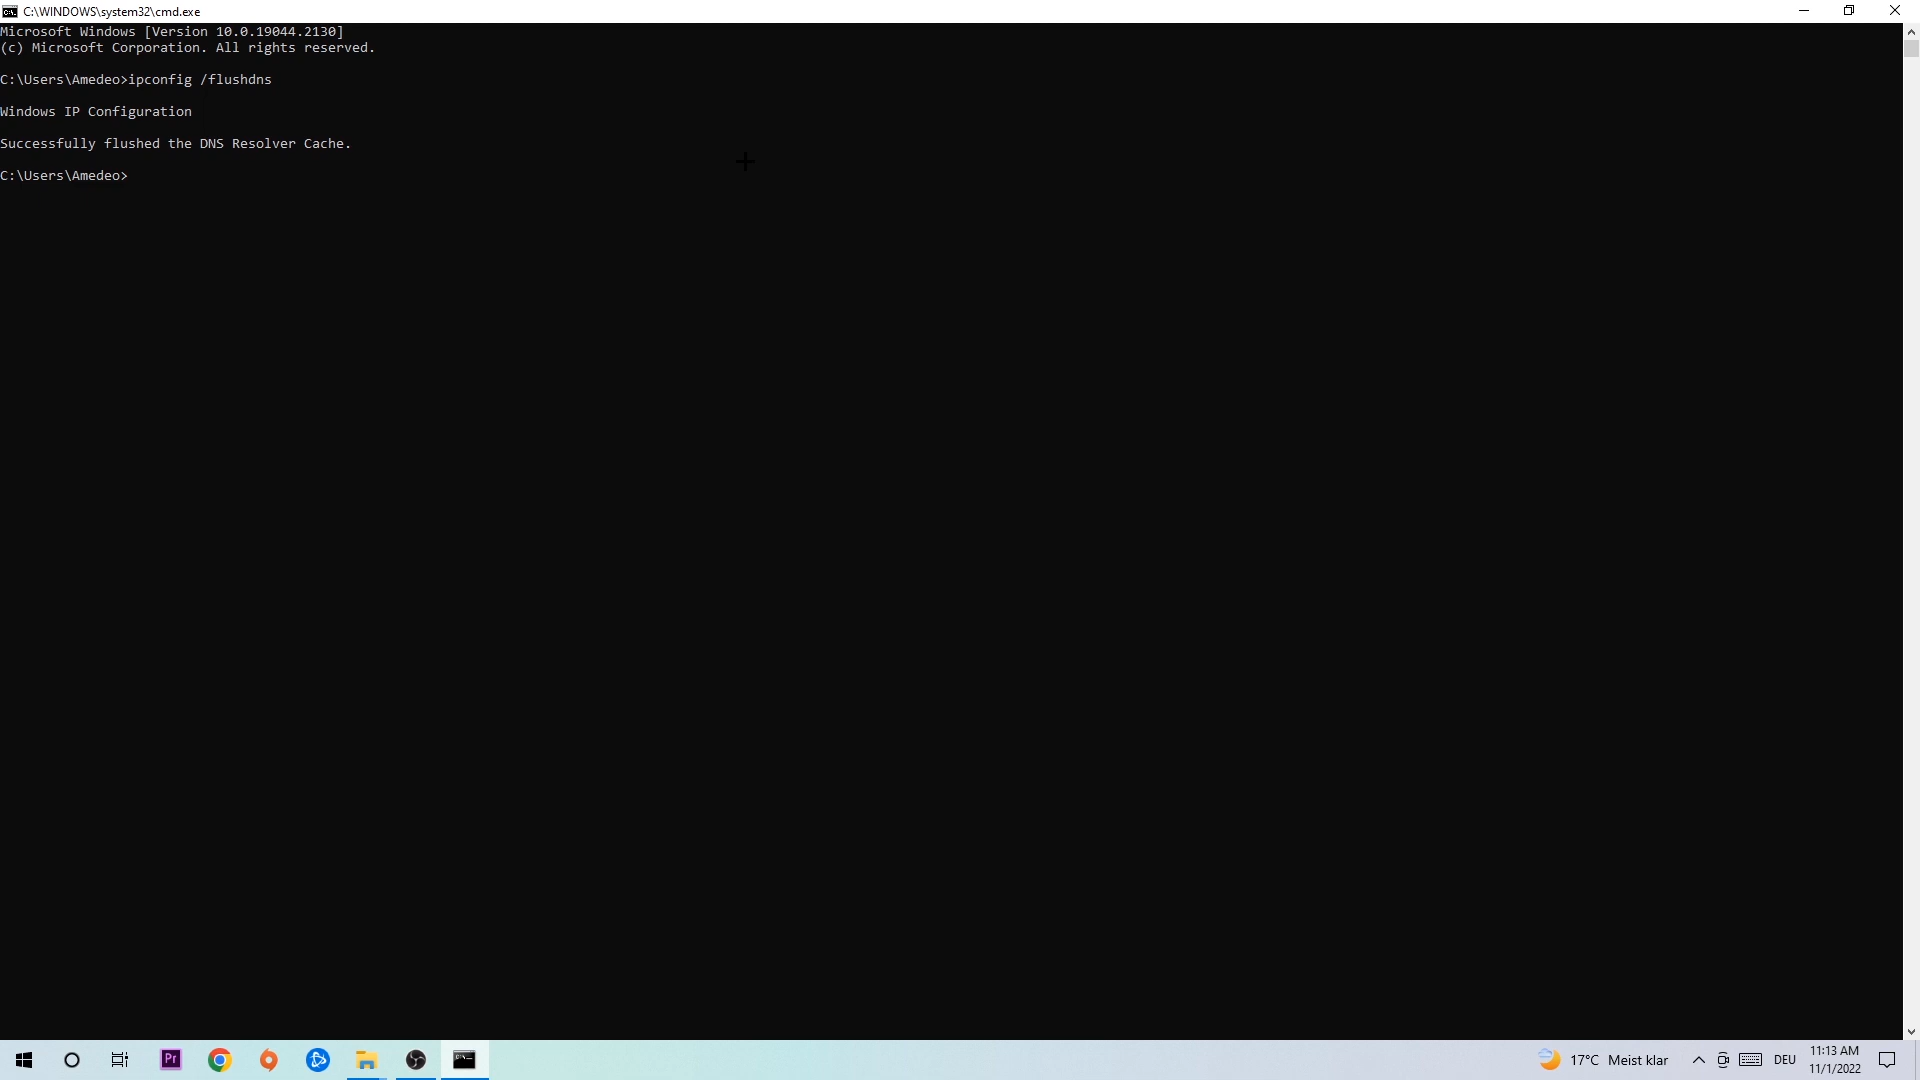 C:\WINDOWS\system32\cmd.exe
Microsoft Windows [Version 10.0.19044.2130]
(c) Microsoft Corporation. All rights reserved.
C:\Users\Amedeo>ipconfig /flushdns
Windows IP Configuration
Successfully flushed the DNS Resolver Cache.
C:\Users\Amedeo>
Pr
17°C Meist klar
DEU
11:13 AM
11/1/2022